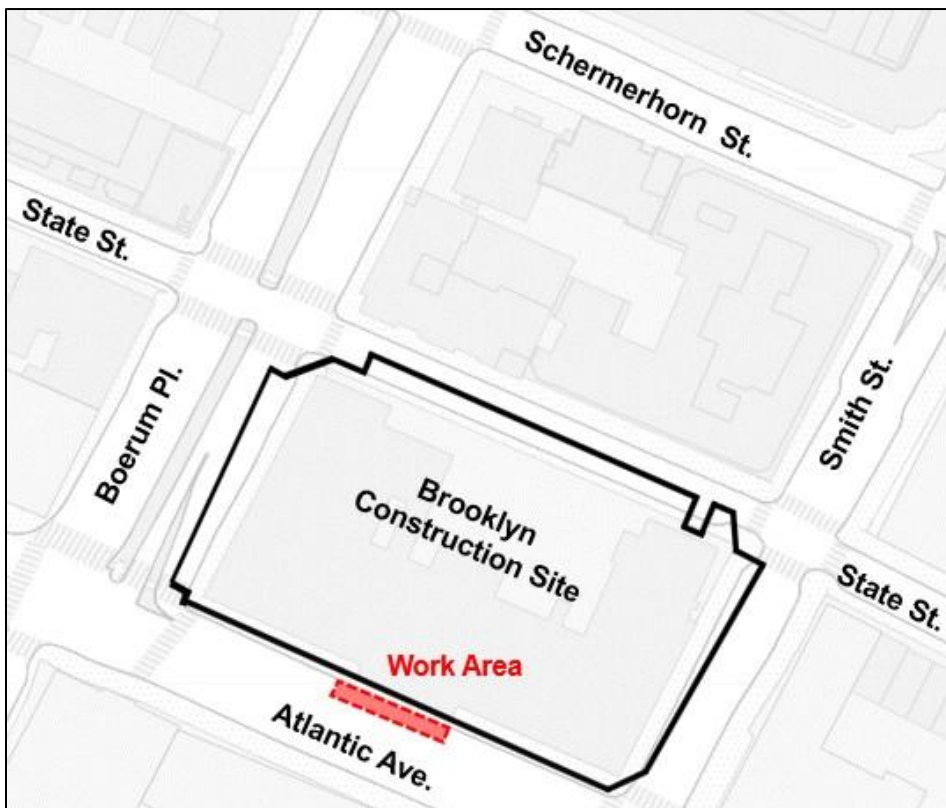 Schermerhorn St.
State St.
Boerum Pl.
Smith St.
Brooklyn
Construction Site
State St.
Work Area
Atlantic Ave.